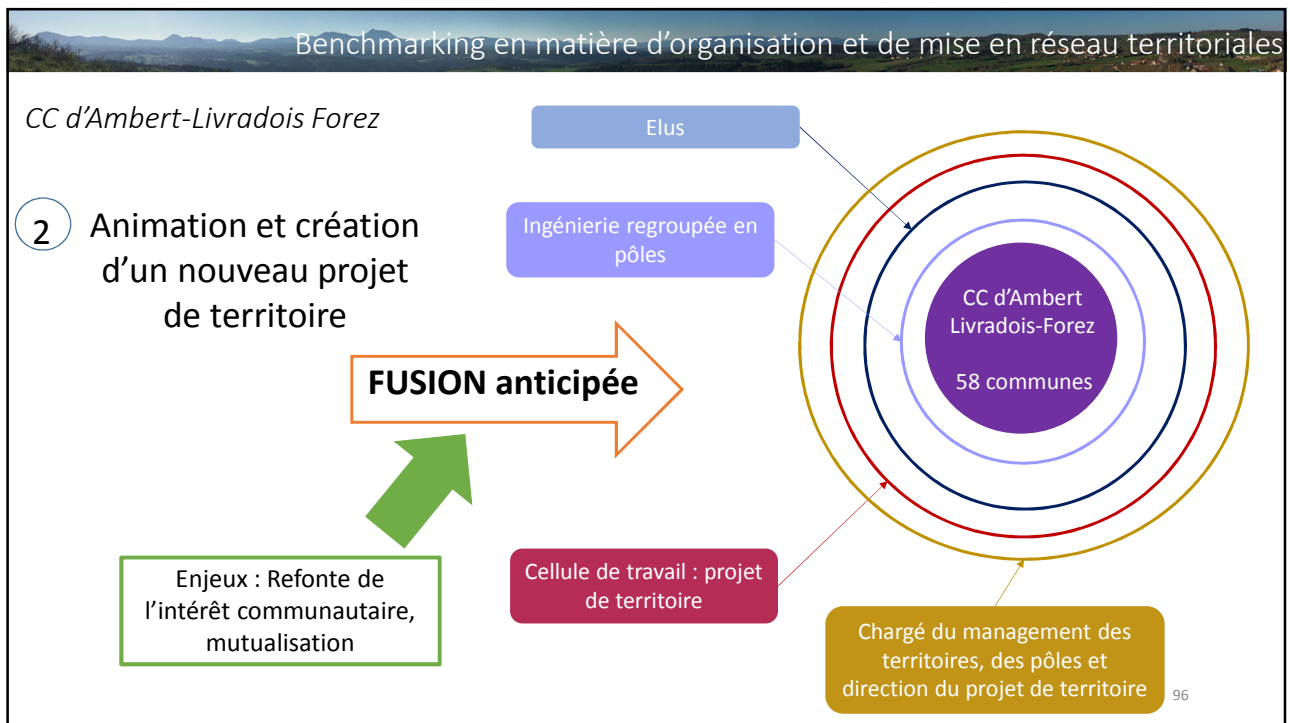 Benchmarking en matière d’organisation et de mise en réseau territoriales
CC d’Ambert-Livradois Forez
2
Animation et création
d’un nouveau projet
de territoire
FUSION anticipée
Enjeux : Refonte de
l’intérêt communautaire,
mutualisation
Elus
Ingénierie regroupée en
pôles
CC d’Ambert
Livradois-Forez
58 communes
Cellule de travail : projet
de territoire
Chargé du management des
territoires, des pôles et
direction du projet de territoire
96